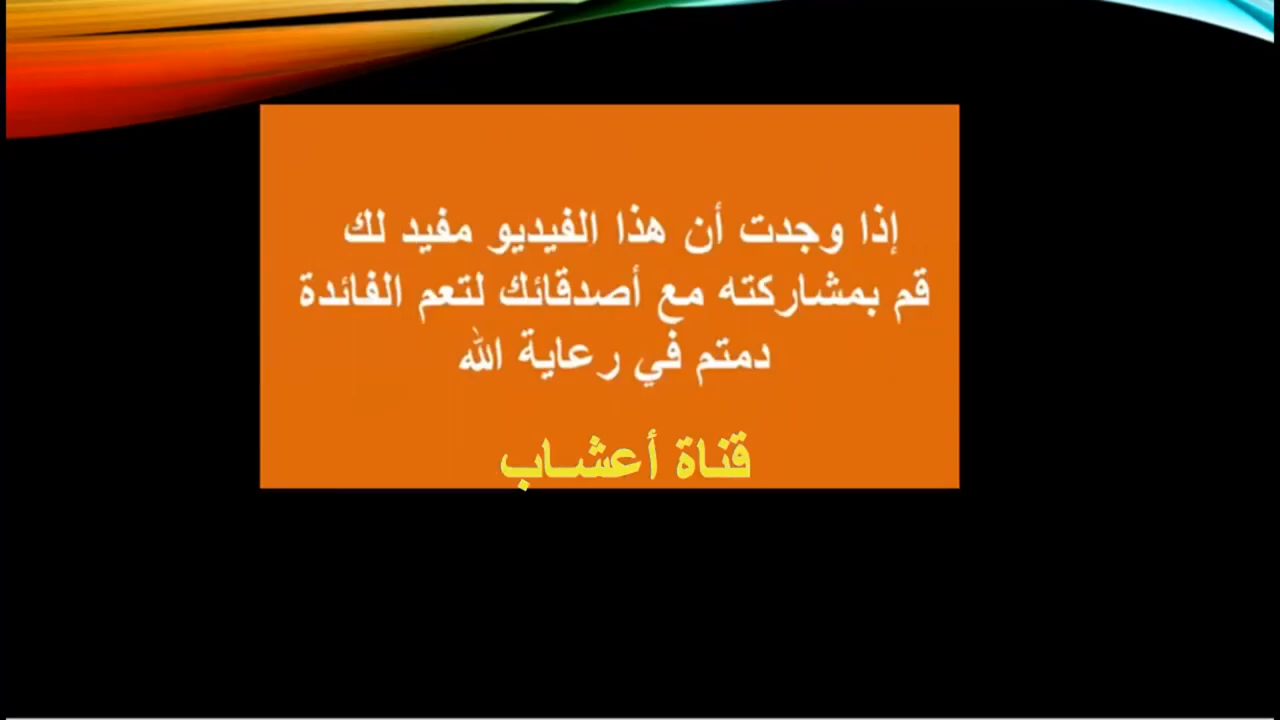 إذا وجدت أن هذا الفيديو مفيد لك
قم بمشاركته مع أصدقائك لتعم الفائدة
دمتم في رعاية الله
قناة أعشاب